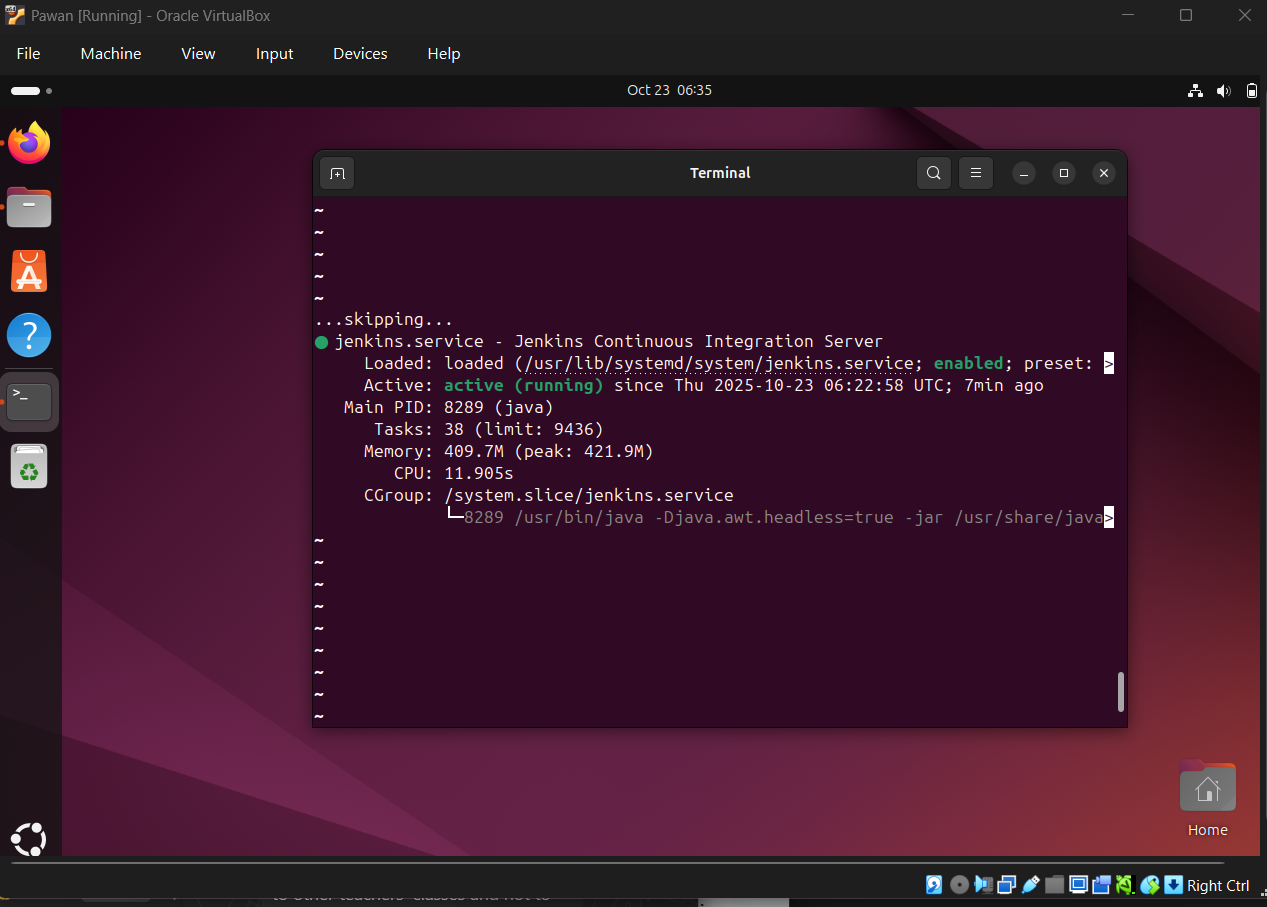 Pawan [Running] - Oracle VirtualBox
File Machine View Input Devices Help
Oct 23 06:35
Terminal
~
~
~
~
~
...skipping...
● jenkins.service - Jenkins Continuous Integration Server
Loaded: loaded (/usr/lib/systemd/system/jenkins.service; enabled; preset: >
Active: active (running) since Thu 2025-10-23 06:22:58 UTC; 7min ago
Main PID: 8289 (java)
Tasks: 38 (limit: 9436)
Memory: 409.7M (peak: 421.9M)
CPU: 11.905s
CGroup: /system.slice/jenkins.service
└─8289 /usr/bin/java -Djava.awt.headless=true -jar /usr/share/java>
~
~
~
~
~
~
~
~
~
Home
Right Ctrl
to other teachers' classes and not to